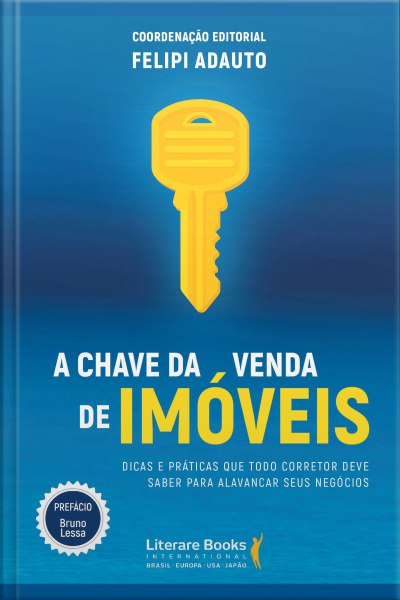 COORDENAÇÃO EDITORIAL
FELIPI ADAUTO
A CHAVE DA VENDA
DE IMÓVEIS
DICAS E PRÁTICAS QUE TODO CORRETOR DEVE
SABER PARA ALAVANCAR SEUS NEGÓCIOS
PREFÁCIO
Bruno
Lessa
Literare Books
INTERNATIONAL
BRASIL · EUROPA · USA · JAPÃO